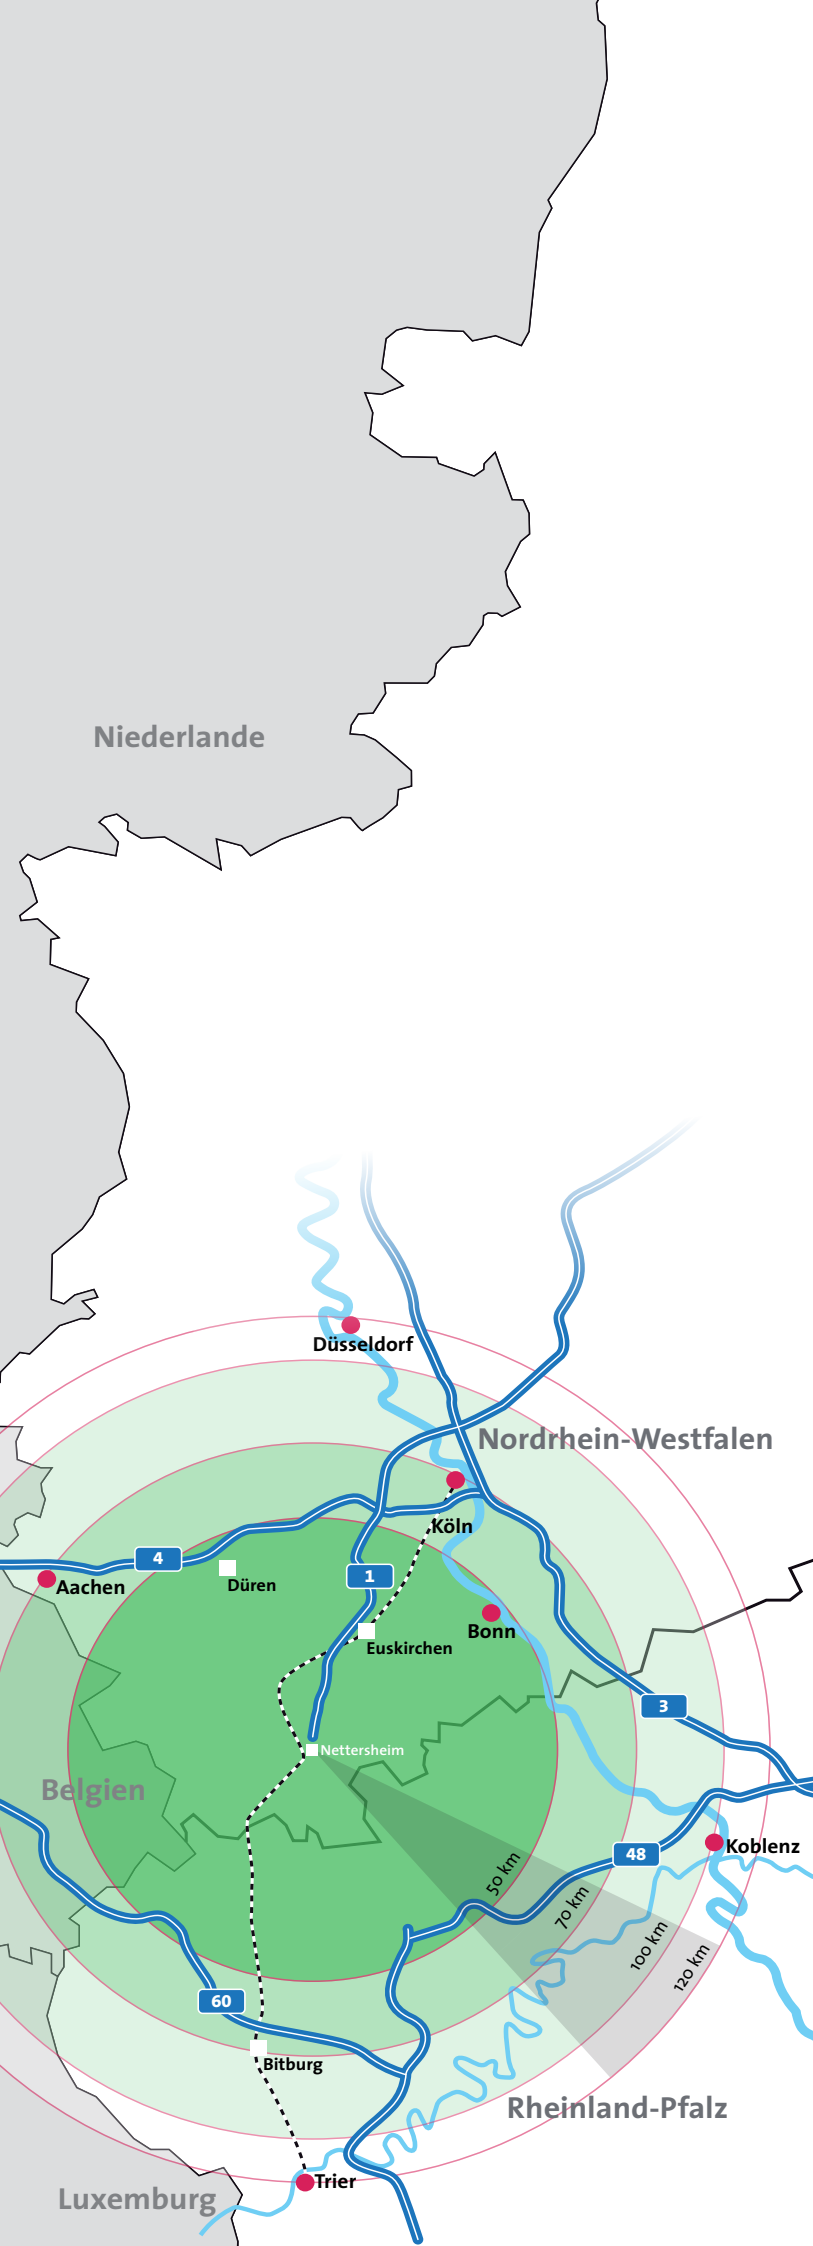 Niederlande
Düsseldorf
Nordrhein-Westfalen
Köln
4
Aachen
Düren
1
Bonn
Euskirchen
3
Nettersheim
Belgien
Koblenz
48
50 km
70 km
100 km
120 km
60
Bitburg
Rheinland-Pfalz
Trier
Luxemburg